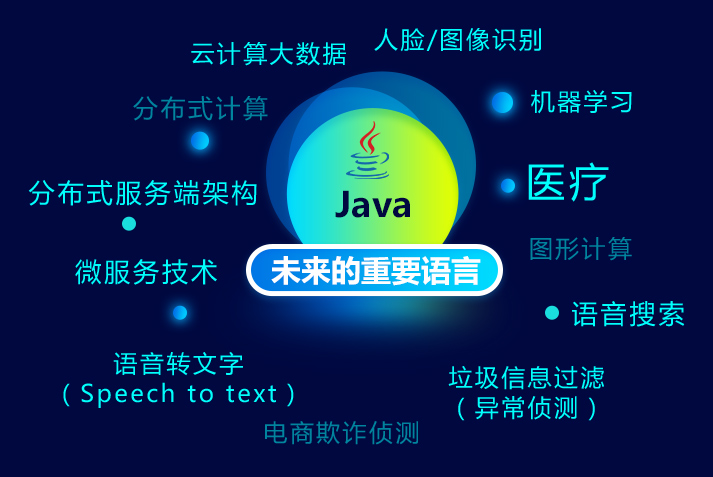 人脸/图像识别
云计算大数据
分布式计算
机器学习
分布式服务端架构
医疗
Java
图形计算
微服务技术
未来的重要语言
语音搜索
语音转文字
（Speech to text）
垃圾信息过滤
（异常侦测）
电商欺诈侦测